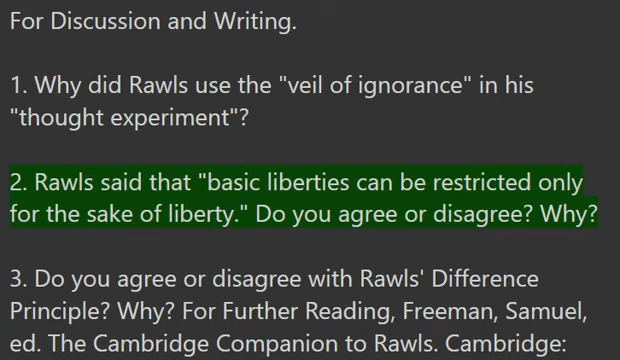 For Discussion and Writing.
1. Why did Rawls use the "veil of ignorance" in his
"thought experiment"?
2. Rawls said that "basic liberties can be restricted only
for the sake of liberty." Do you agree or disagree? Why?
3. Do you agree or disagree with Rawls' Difference
Principle? Why? For Further Reading, Freeman, Samuel,
ed. The Cambridge Companion to Rawls. Cambridge: